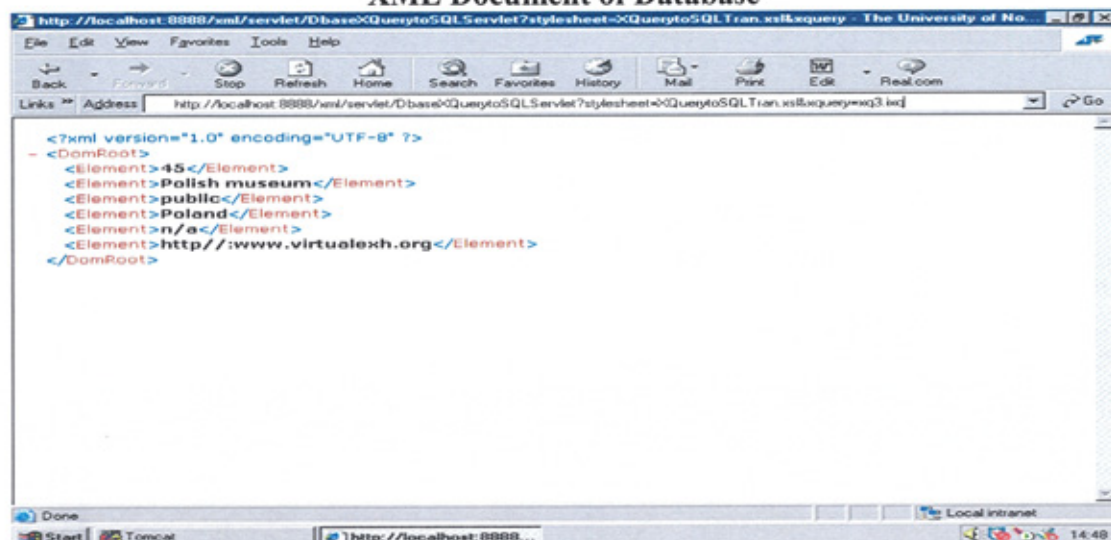 XML Document of Database
http://localhost:8888/xml/servlet/DbaseXQuerytoSQLServlet?stylesheet=XQuerytoSQLTran.xsl&xquery - The University of No...
File Edit View Favorites Tools Help
Back Forward Stop Refresh Home Search Favorites History Mail Print Edit Real.com
Links » Address http://localhost:8888/xml/servlet/DbaseXQuerytoSQLServlet?stylesheet=XQuerytoSQLTran.xsl&xquery=xq3.ixq Go
<?xml version="1.0" encoding="UTF-8" ?>
- <DomRoot>
<Element>45</Element>
<Element>Polish museum</Element>
<Element>public</Element>
<Element>Poland</Element>
<Element>n/a</Element>
<Element>http//:www.virtualexh.org</Element>
</DomRoot>
Done Local intranet
Start Tomcat http://localhost:8888... 14:48